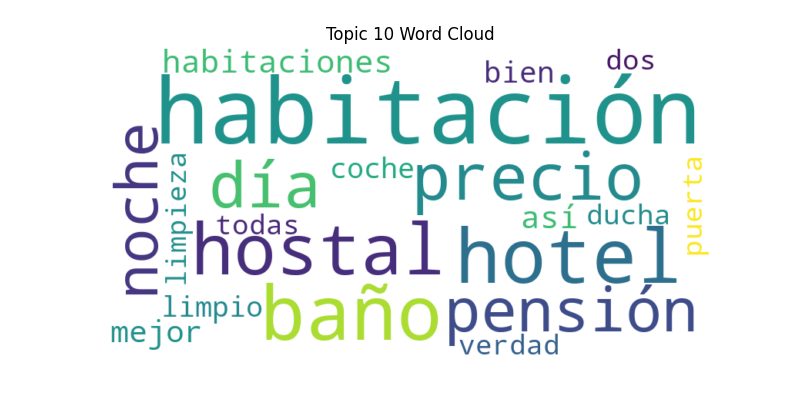 Topic 10 Word Cloud
habitaciones
bien
dos
habitación
noche
limpieza
día
coche
precio
puerta
todas
así
ducha
hostal
hotel
limpio
baño
pensión
mejor
verdad